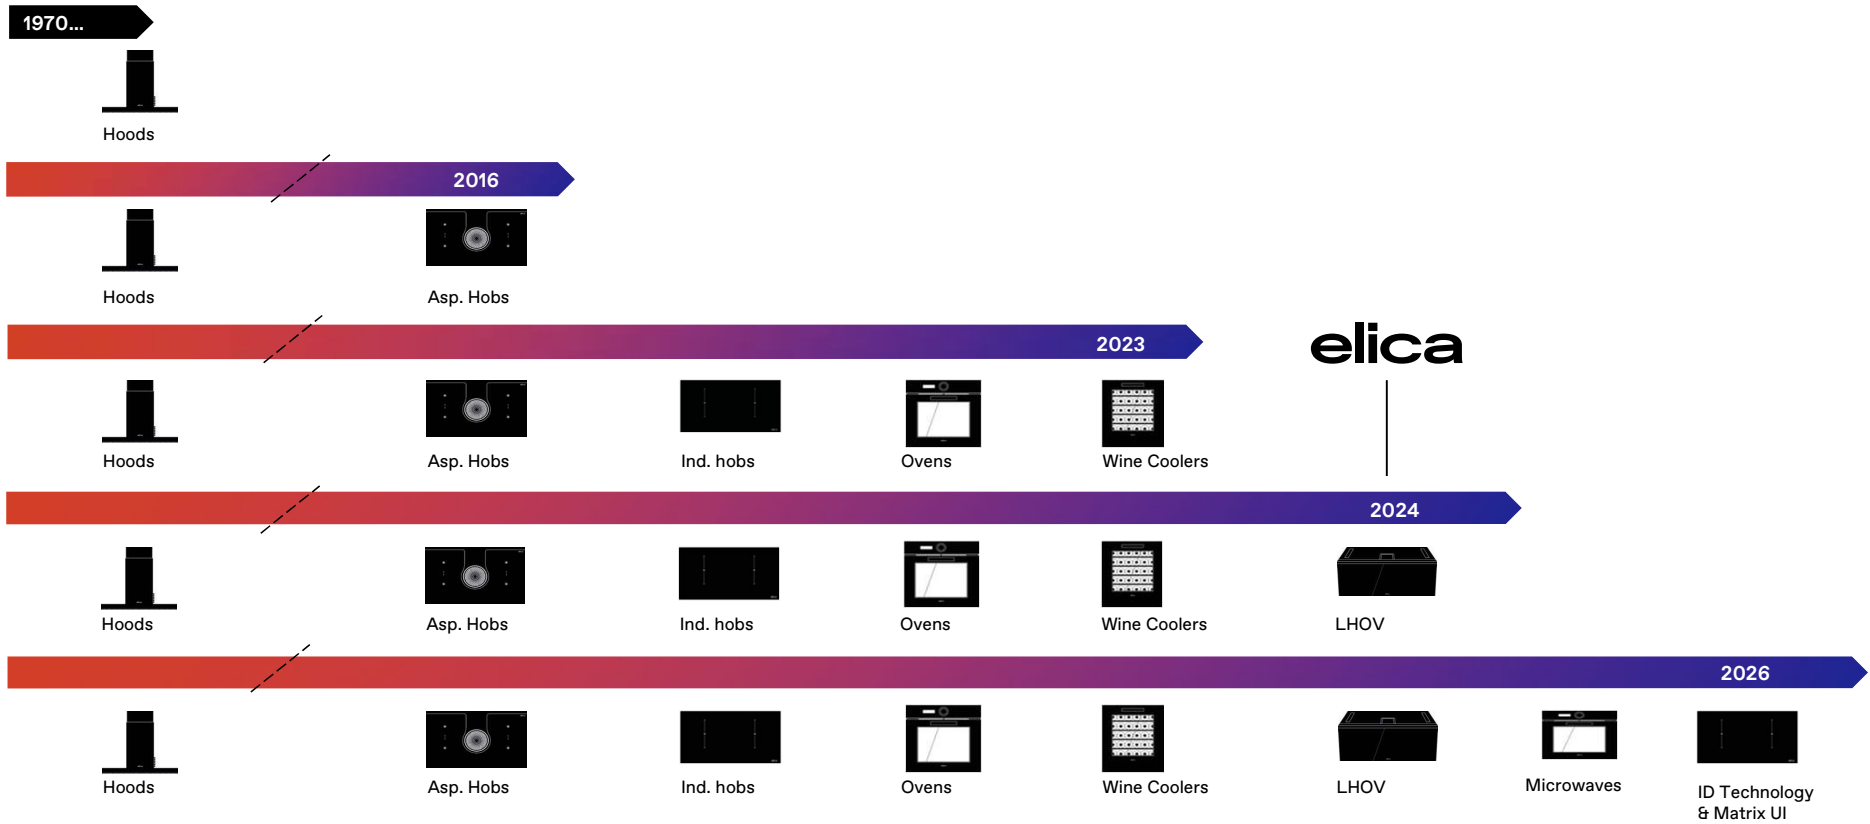 1970...
Hoods
2016
Hoods
Asp. Hobs
2023
elica
Hoods
Asp. Hobs
Ind. hobs
Ovens
Wine Coolers
2024
Hoods
Asp. Hobs
Ind. hobs
Ovens
Wine Coolers
LHOV
2026
Hoods
Asp. Hobs
Ind. hobs
Ovens
Wine Coolers
LHOV
Microwaves
ID Technology
& Matrix UI